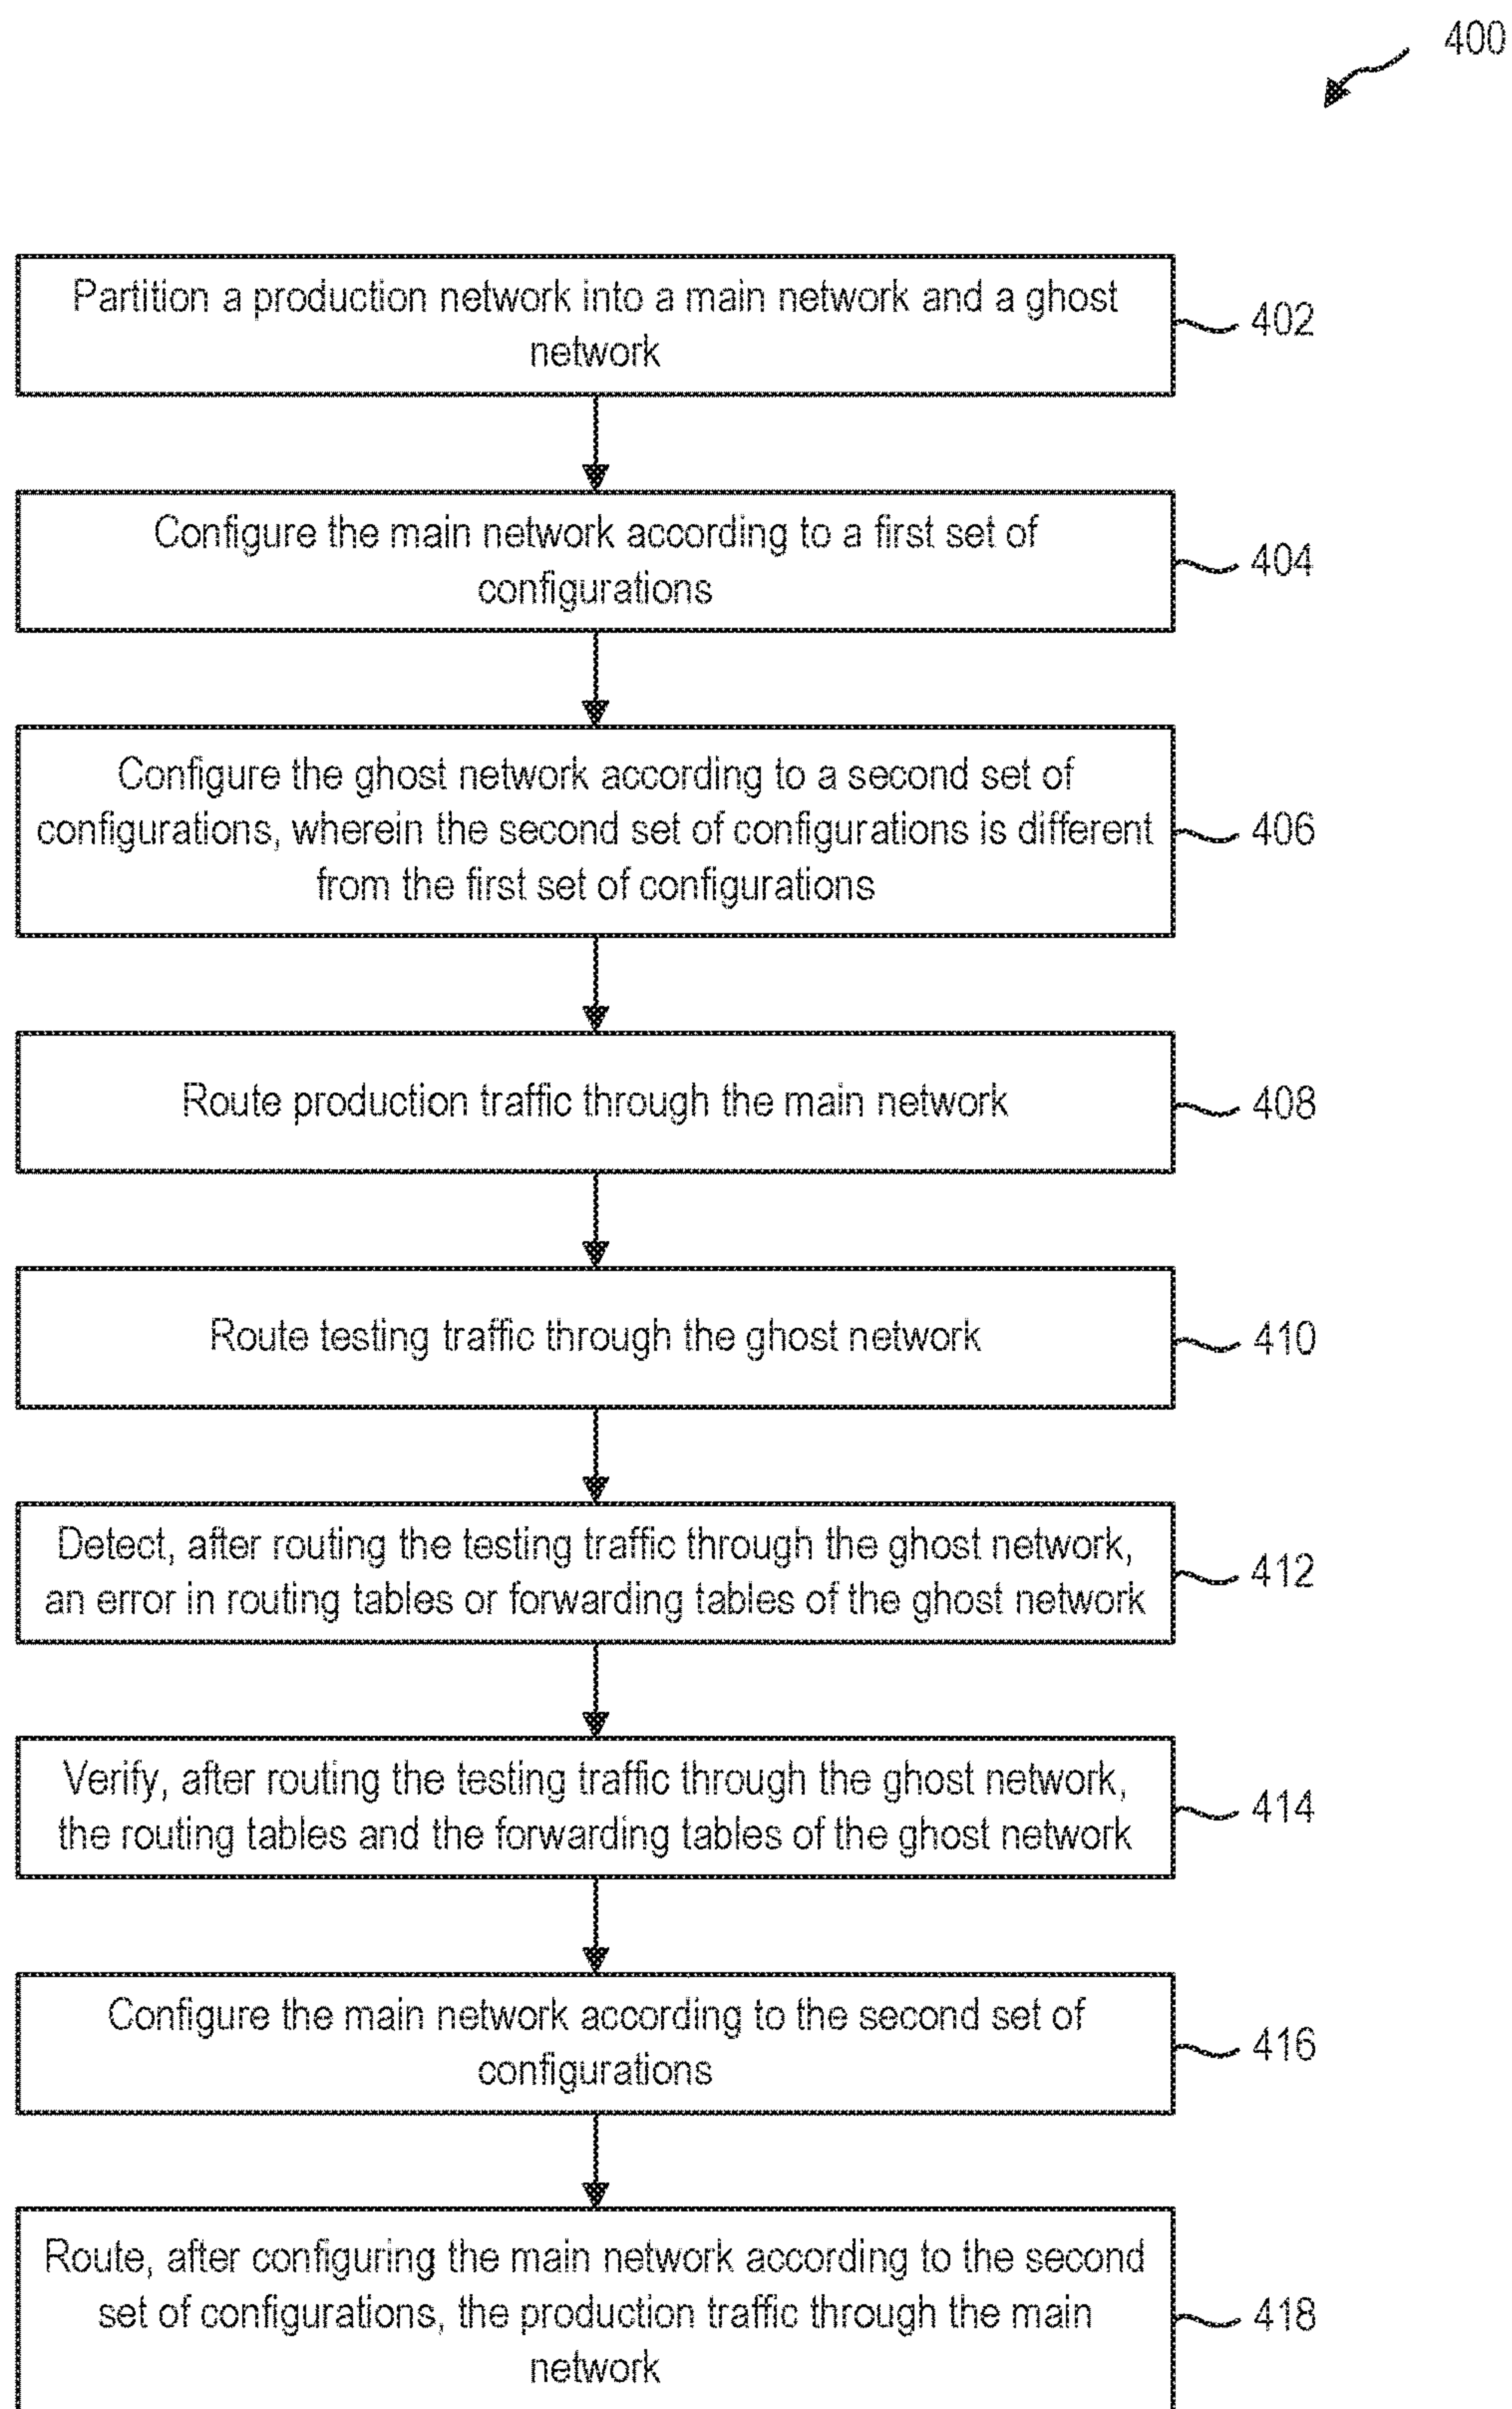 400
Partition a production network into a main network and a ghost
network
402
Configure the main network according to a first set of
configurations
404
Configure the ghost network according to a second set of
configurations, wherein the second set of configurations is different
from the first set of configurations
406
Route production traffic through the main network
408
Route testing traffic through the ghost network
410
Detect, after routing the testing traffic through the ghost network,
an error in routing tables or forwarding tables of the ghost network
412
Verify, after routing the testing traffic through the ghost network,
the routing tables and the forwarding tables of the ghost network
414
Configure the main network according to the second set of
configurations
416
Route, after configuring the main network according to the second
set of configurations, the production traffic through the main
network
418